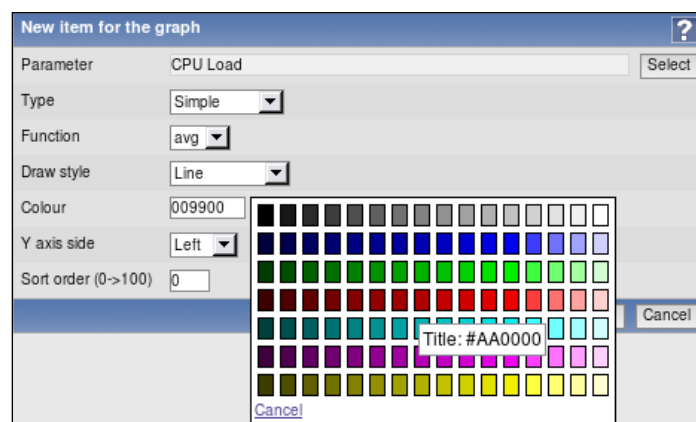 New item for the graph ?
Parameter CPU Load Select
Type Simple
Function avg
Draw style Line
Colour 009900
Y axis side Left
Sort order (0->100) 0
Cancel
Title: #AA0000
Cancel